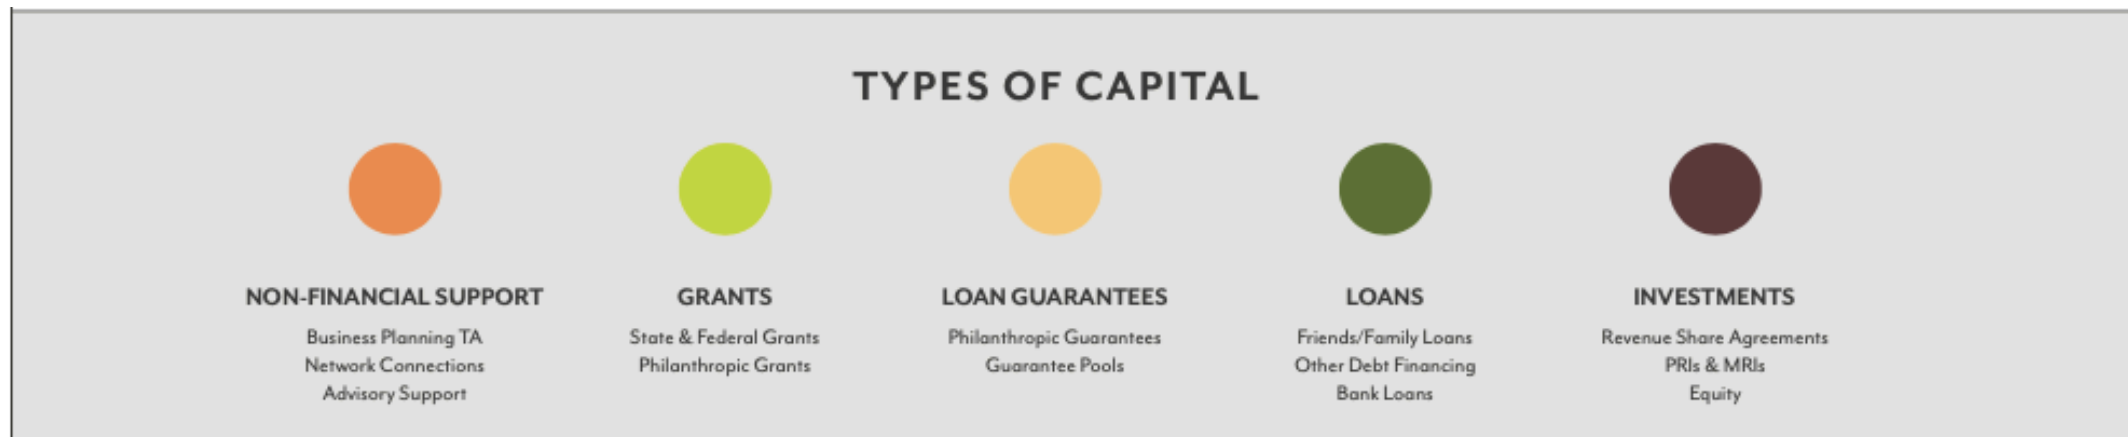 TYPES OF CAPITAL
NON-FINANCIAL SUPPORT
Business Planning TA
Network Connections
Advisory Support
GRANTS
State & Federal Grants
Philanthropic Grants
LOAN GUARANTEES
Philanthropic Guarantees
Guarantee Pools
LOANS
Friends/Family Loans
Other Debt Financing
Bank Loans
INVESTMENTS
Revenue Share Agreements
PRIs & MRIs
Equity